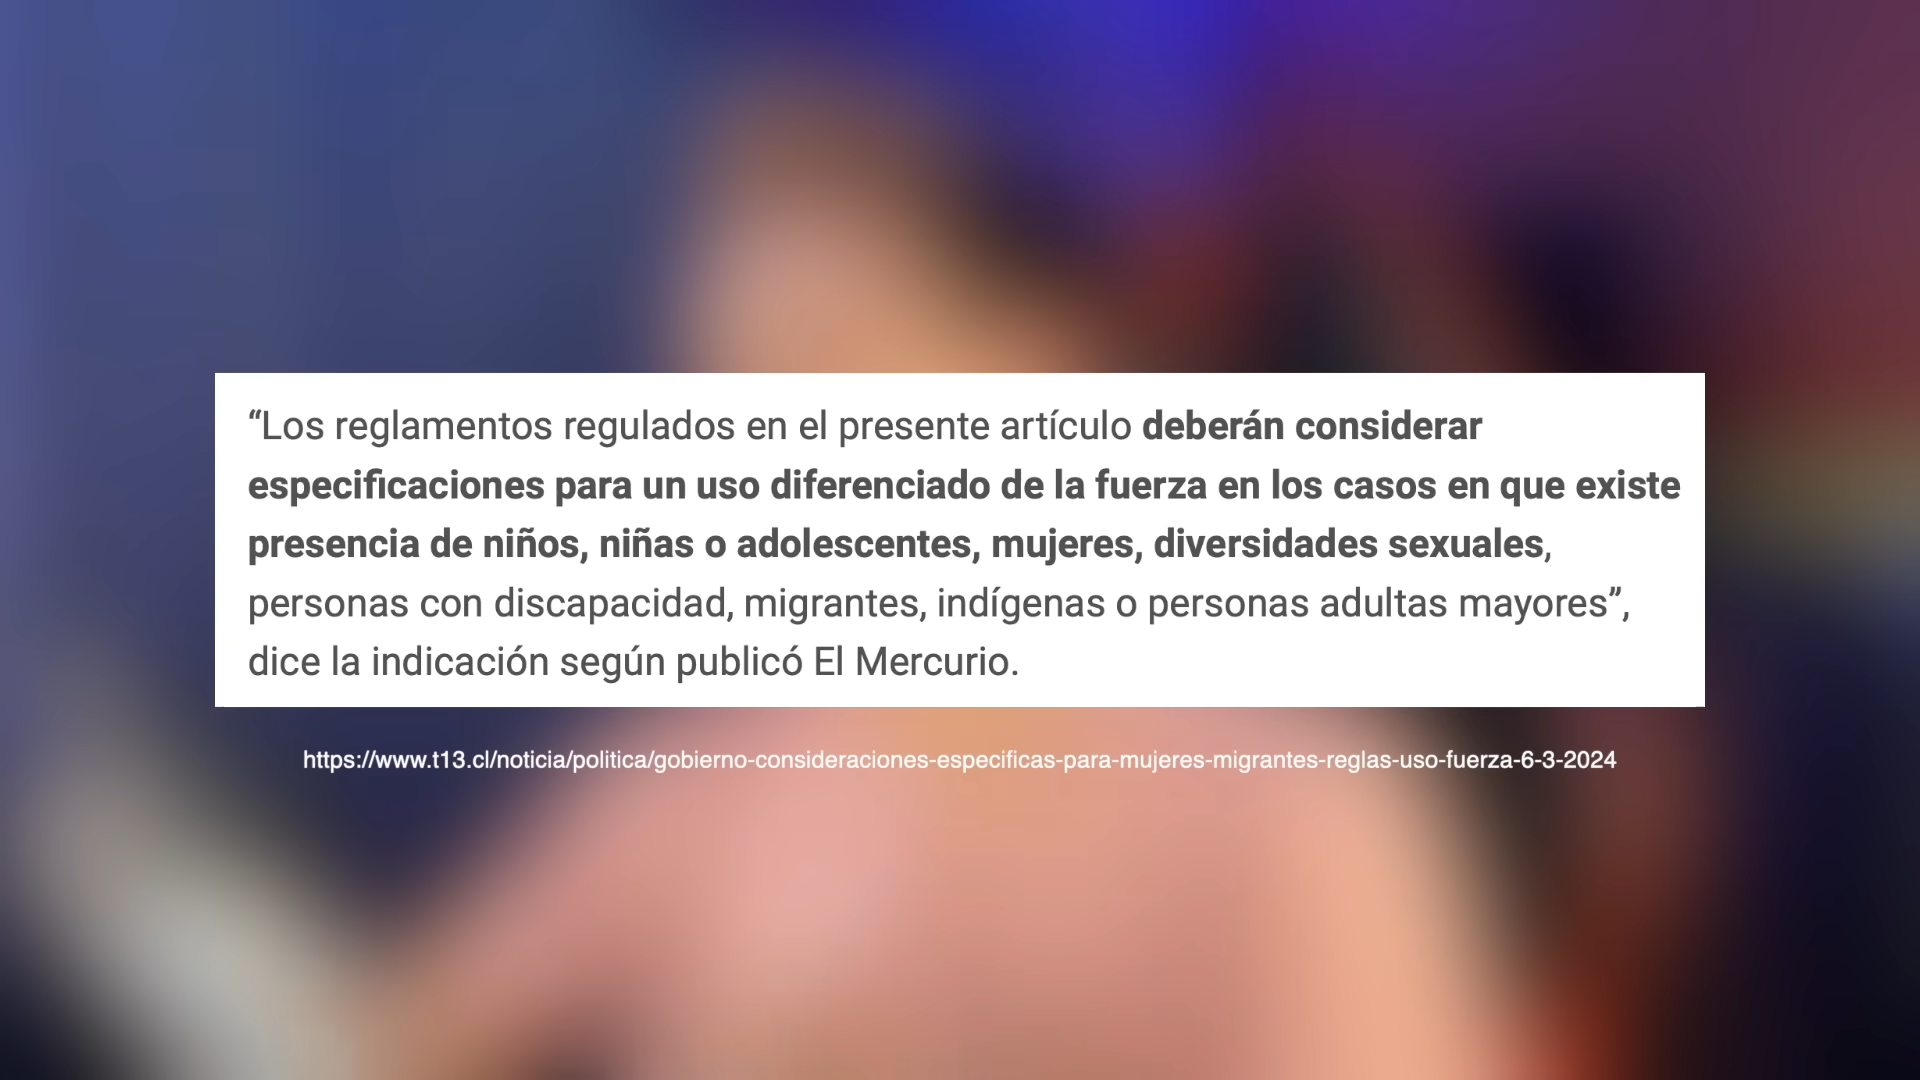 “Los reglamentos regulados en el presente artículo deberán considerar
especificaciones para un uso diferenciado de la fuerza en los casos en que existe
presencia de niños, niñas o adolescentes, mujeres, diversidades sexuales,
personas con discapacidad, migrantes, indígenas o personas adultas mayores”,
dice la indicación según publicó El Mercurio.
https://www.t13.cl/noticia/politica/gobierno-consideraciones-especificas-para-mujeres-migrantes-reglas-uso-fuerza-6-3-2024